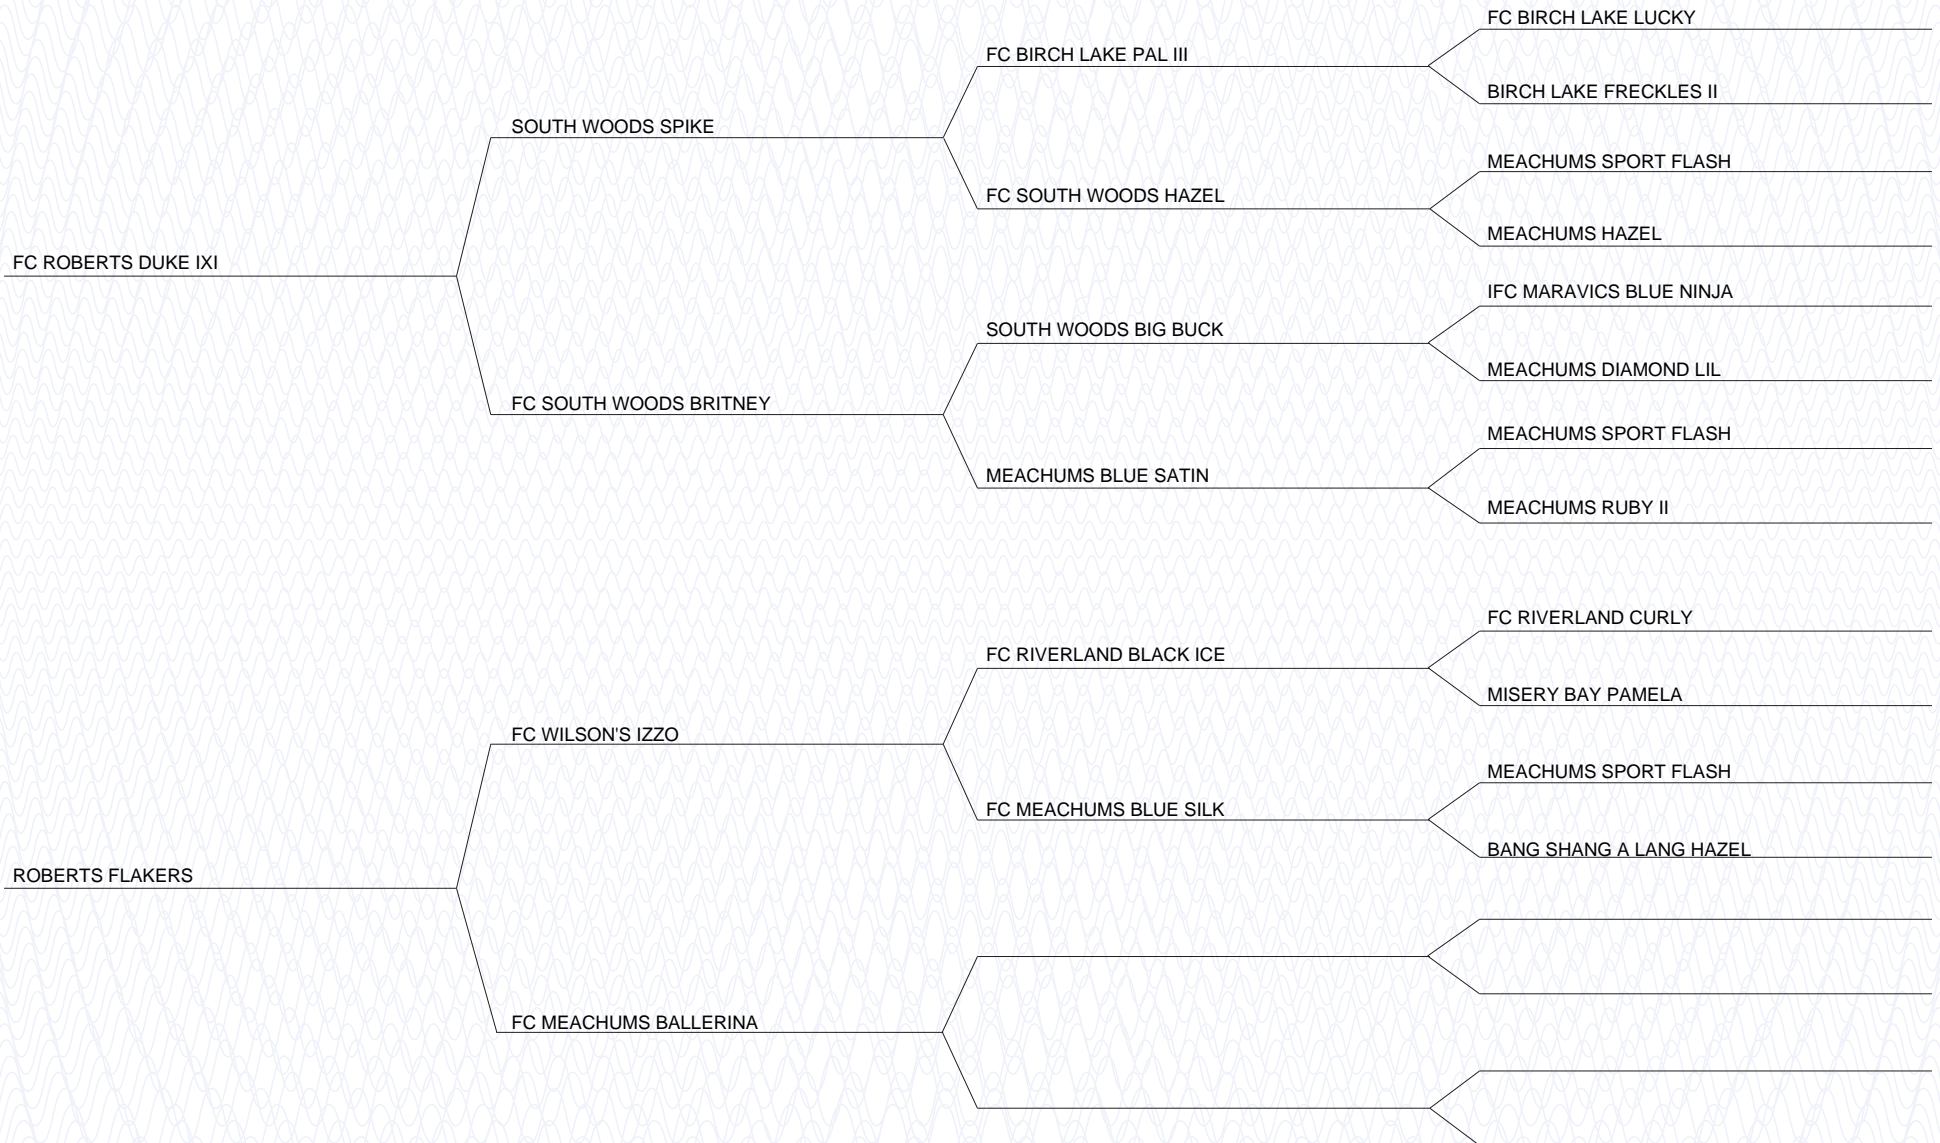 FC BIRCH LAKE LUCKY
FC BIRCH LAKE PAL III
BIRCH LAKE FRECKLES II
SOUTH WOODS SPIKE
MEACHUMS SPORT FLASH
FC SOUTH WOODS HAZEL
MEACHUMS HAZEL
FC ROBERTS DUKE IXI
IFC MARAVICS BLUE NINJA
SOUTH WOODS BIG BUCK
MEACHUMS DIAMOND LIL
FC SOUTH WOODS BRITNEY
MEACHUMS SPORT FLASH
MEACHUMS BLUE SATIN
MEACHUMS RUBY II
FC RIVERLAND CURLY
FC RIVERLAND BLACK ICE
MISERY BAY PAMELA
FC WILSON'S IZZO
MEACHUMS SPORT FLASH
FC MEACHUMS BLUE SILK
BANG SHANG A LANG HAZEL
ROBERTS FLAKERS
FC MEACHUMS BALLERINA